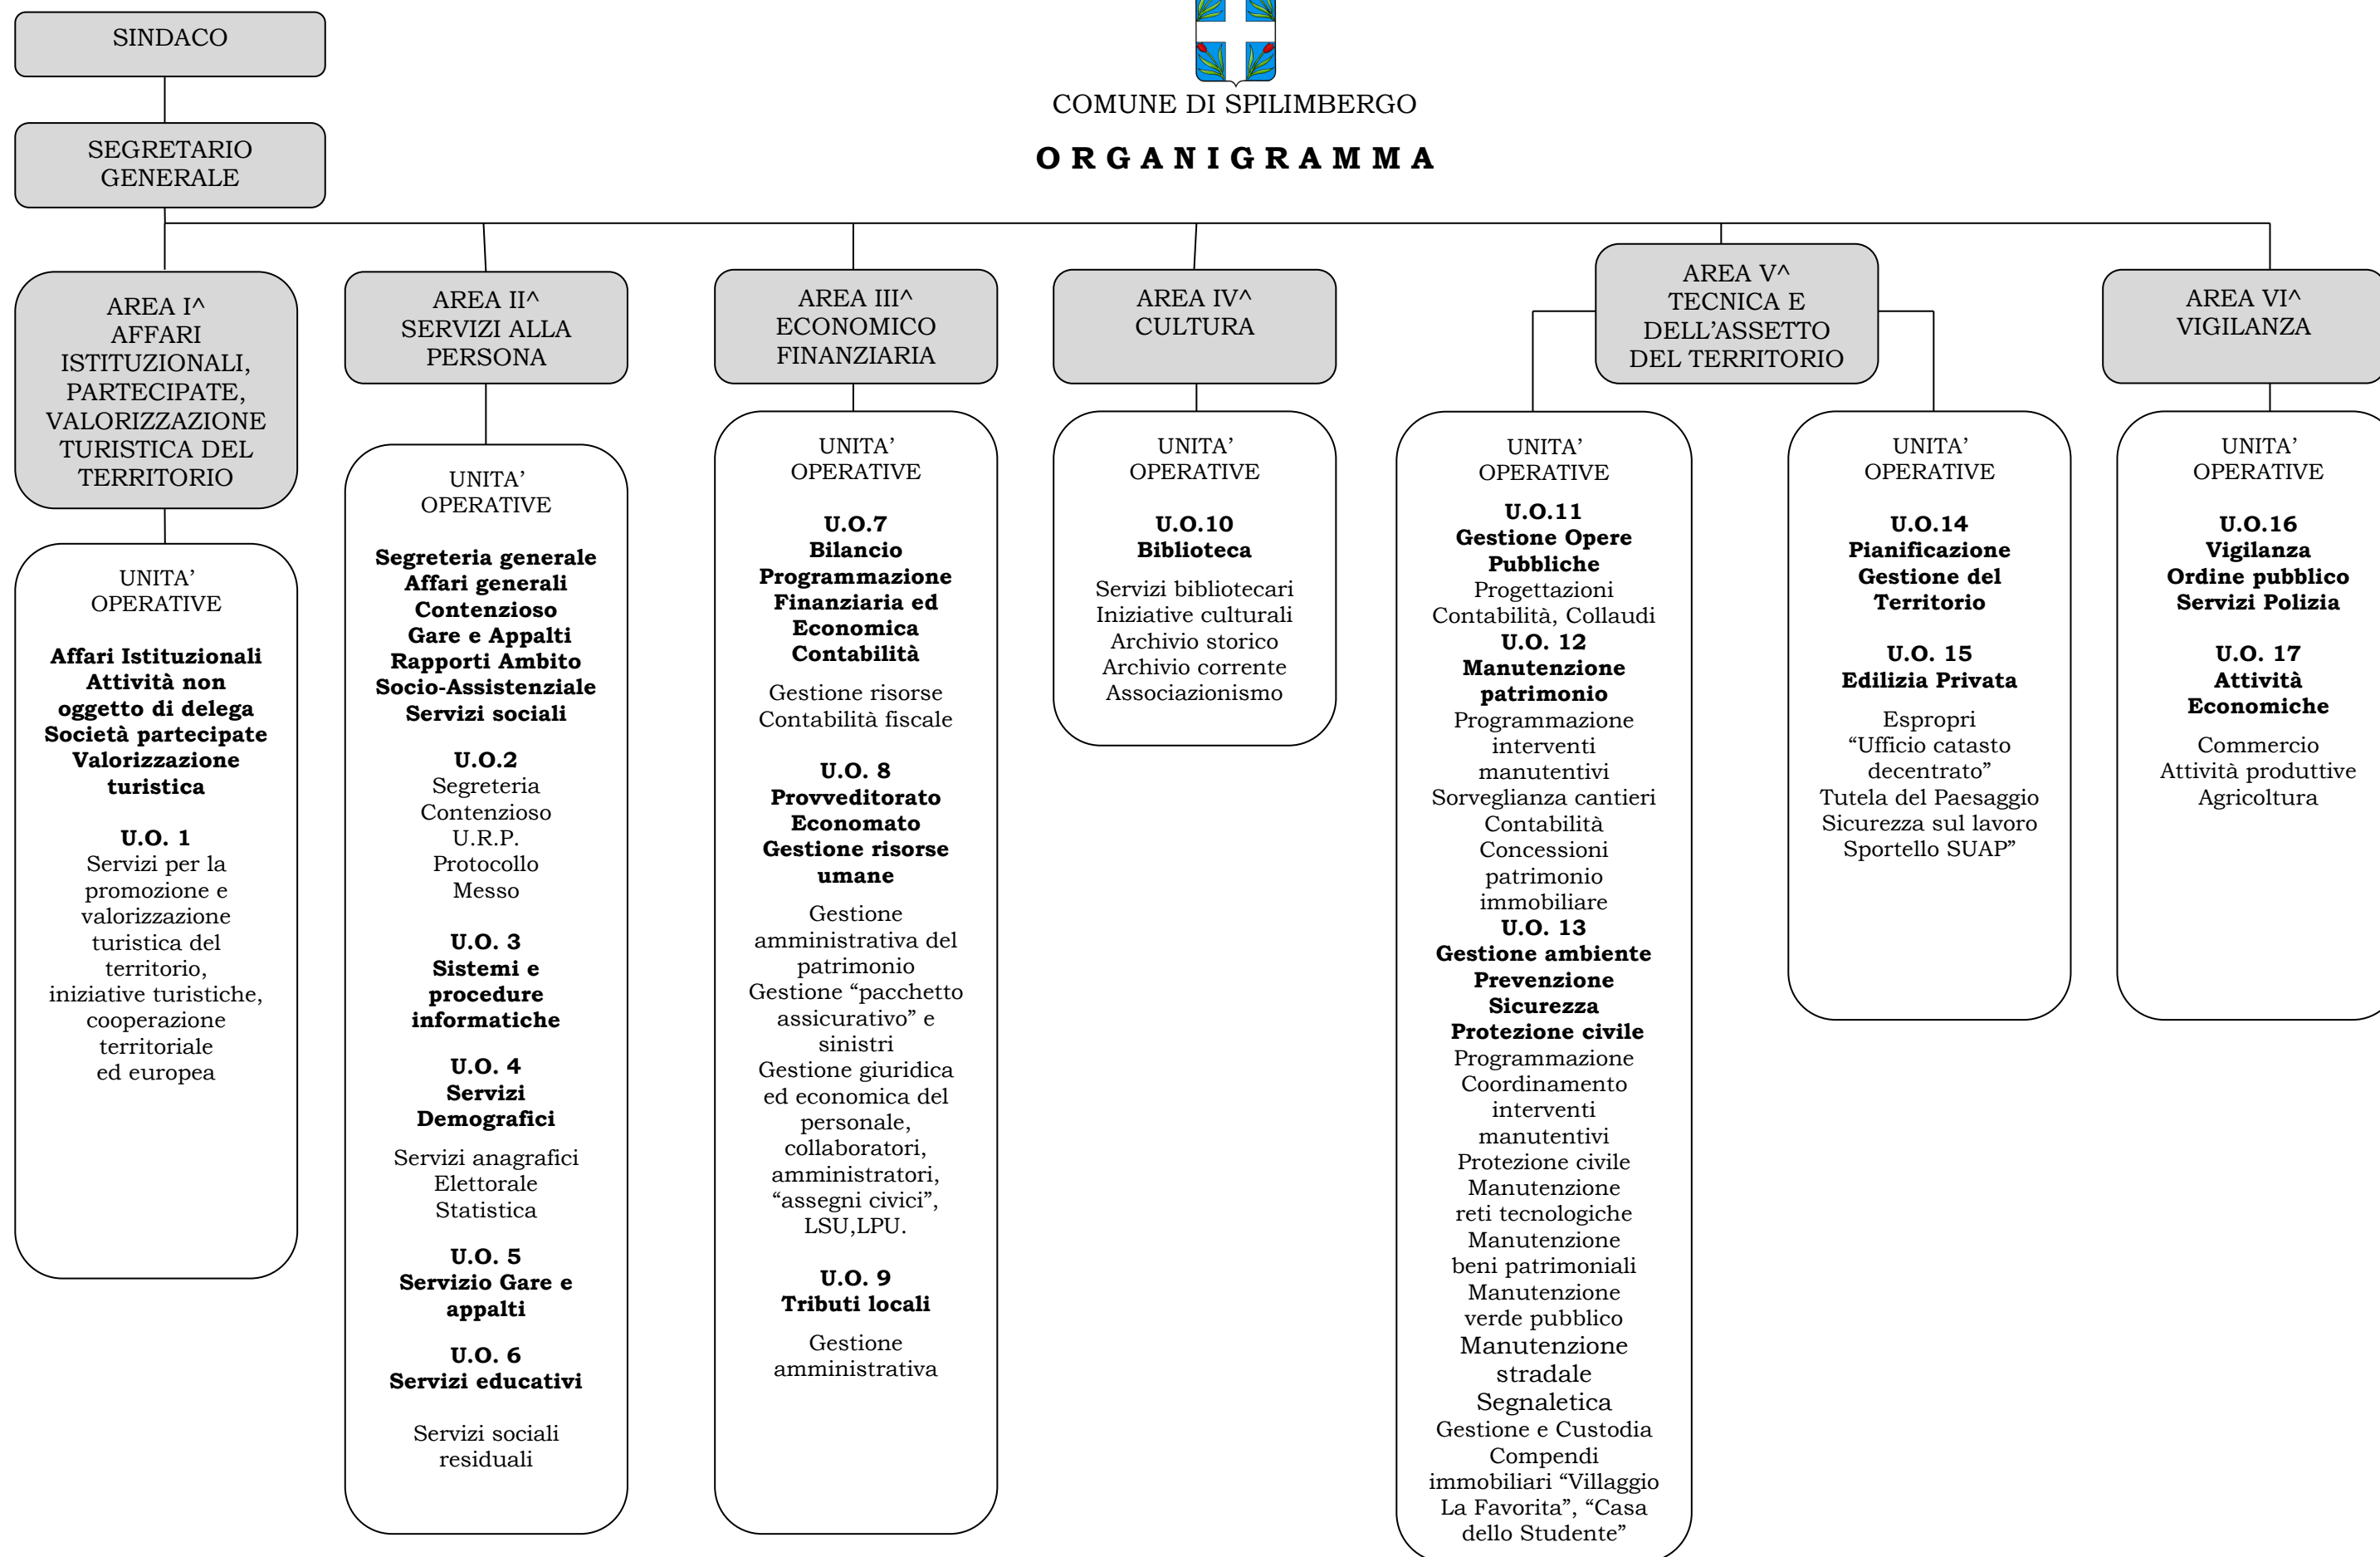 SINDACO
COMUNE DI SPILIMBERGO
O R G A N I G R A M M A
SEGRETARIO
GENERALE
AREA I^
AFFARI
ISTITUZIONALI,
PARTECIPATE,
VALORIZZAZIONE
TURISTICA DEL
TERRITORIO
UNITA’
OPERATIVE
Affari Istituzionali
Attività non
oggetto di delega
Società partecipate
Valorizzazione
turistica
U.O. 1
Servizi per la
promozione e
valorizzazione
turistica del
territorio,
iniziative turistiche,
cooperazione
territoriale
ed europea
AREA II^
SERVIZI ALLA
PERSONA
UNITA’
OPERATIVE
Segreteria generale
Affari generali
Contenzioso
Gare e Appalti
Rapporti Ambito
Socio-Assistenziale
Servizi sociali
U.O.2
Segreteria
Contenzioso
U.R.P.
Protocollo
Messo
U.O. 3
Sistemi e
procedure
informatiche
U.O. 4
Servizi
Demografici
Servizi anagrafici
Elettorale
Statistica
U.O. 5
Servizio Gare e
appalti
U.O. 6
Servizi educativi
Servizi sociali
residuali
AREA III^
ECONOMICO
FINANZIARIA
UNITA’
OPERATIVE
U.O.7
Bilancio
Programmazione
Finanziaria ed
Economica
Contabilità
Gestione risorse
Contabilità fiscale
U.O. 8
Provveditorato
Economato
Gestione risorse
umane
Gestione
amministrativa del
patrimonio
Gestione “pacchetto
assicurativo” e
sinistri
Gestione giuridica
ed economica del
personale,
collaboratori,
amministratori,
“assegni civici”,
LSU,LPU.
U.O. 9
Tributi locali
Gestione
amministrativa
AREA IV^
CULTURA
UNITA’
OPERATIVE
U.O.10
Biblioteca
Servizi bibliotecari
Iniziative culturali
Archivio storico
Archivio corrente
Associazionismo
AREA V^
TECNICA E
DELL’ASSETTO
DEL TERRITORIO
UNITA’
OPERATIVE
U.O.11
Gestione Opere
Pubbliche
Progettazioni
Contabilità, Collaudi
U.O. 12
Manutenzione
patrimonio
Programmazione
interventi
manutentivi
Sorveglianza cantieri
Contabilità
Concessioni
patrimonio
immobiliare
U.O. 13
Gestione ambiente
Prevenzione
Sicurezza
Protezione civile
Programmazione
Coordinamento
interventi
manutentivi
Protezione civile
Manutenzione
reti tecnologiche
Manutenzione
beni patrimoniali
Manutenzione
verde pubblico
Manutenzione
stradale
Segnaletica
Gestione e Custodia
Compendi
immobiliari “Villaggio
La Favorita”, “Casa
dello Studente”
UNITA’
OPERATIVE
U.O.14
Pianificazione
Gestione del
Territorio
U.O. 15
Edilizia Privata
Espropri
“Ufficio catasto
decentrato”
Tutela del Paesaggio
Sicurezza sul lavoro
Sportello SUAP”
AREA VI^
VIGILANZA
UNITA’
OPERATIVE
U.O.16
Vigilanza
Ordine pubblico
Servizi Polizia
U.O. 17
Attività
Economiche
Commercio
Attività produttive
Agricoltura